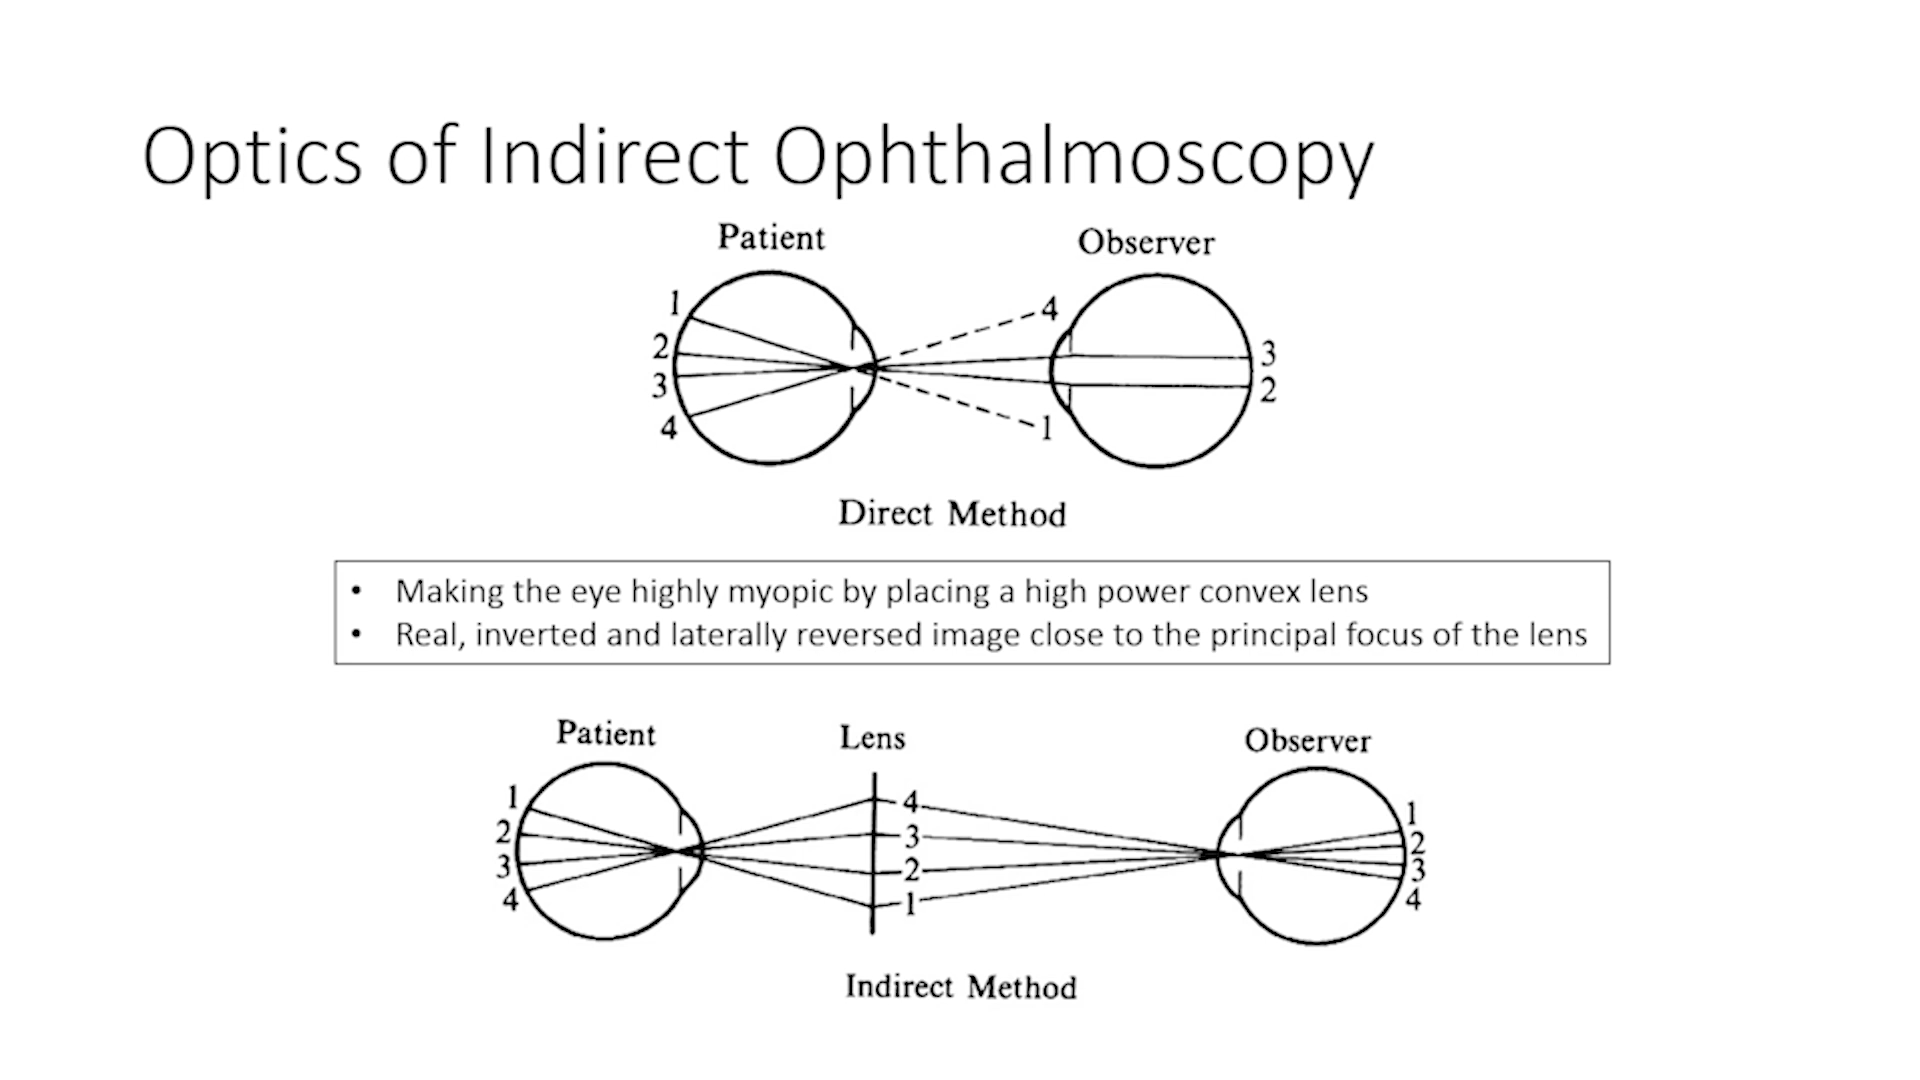 Optics of Indirect Ophthalmoscopy
Patient
Observer
1
4
2
3
3
2
4
1
Direct Method
• Making the eye highly myopic by placing a high power convex lens
• Real, inverted and laterally reversed image close to the principal focus of the lens
Patient
Lens
Observer
1
4
1
2
3
2
3
2
3
4
1
4
Indirect Method